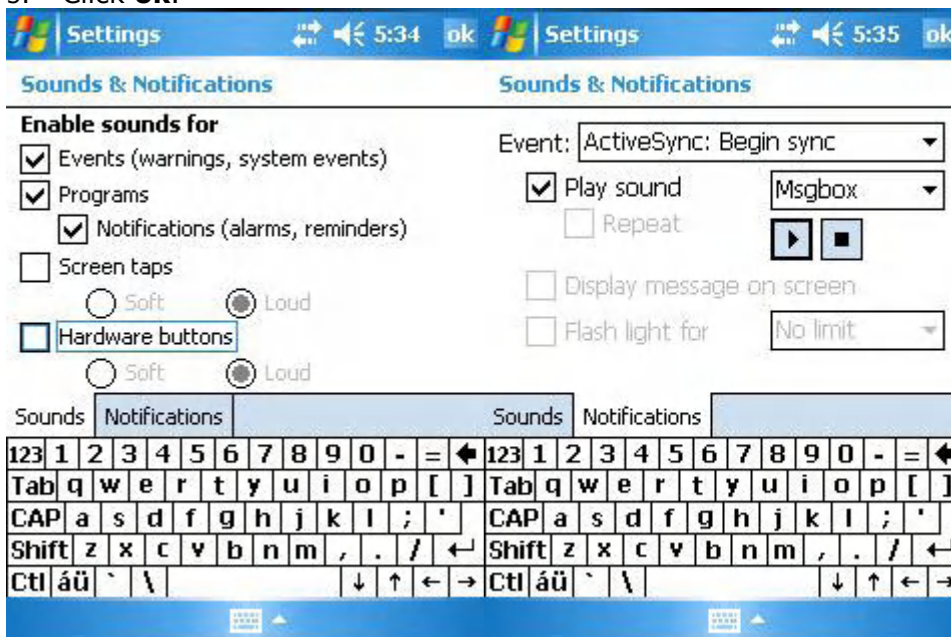 Click OK.
Settings 5:34 ok
Sounds & Notifications
Enable sounds for
Events (warnings, system events)
Programs
Notifications (alarms, reminders)
Screen taps
Soft Loud
Hardware buttons
Soft Loud
Sounds Notifications
123 1 2 3 4 5 6 7 8 9 0 - =
Tab q w e r t y u i o p [ ]
CAP a s d f g h j k l ; '
Shift z x c v b n m , . /
Ctl áü ` \
Settings 5:35 ok
Sounds & Notifications
Event: ActiveSync: Begin sync
Play sound Msgbox
Repeat
Display message on screen
Flash light for No limit
Sounds Notifications
123 1 2 3 4 5 6 7 8 9 0 - =
Tab q w e r t y u i o p [ ]
CAP a s d f g h j k l ; '
Shift z x c v b n m , . /
Ctl áü ` \